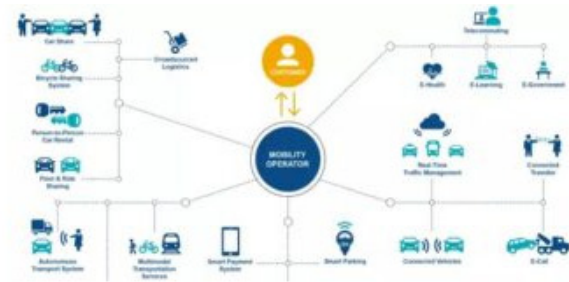 Car Share
Crowdsourced
Logistics
Bicycle Sharing
System
Person-to-Person
Car Rental
Pool & Ride
Sharing
CUSTOMER
MOBILITY
OPERATOR
Telecommuting
E-Health
E-Learning
E-Government
Real-Time
Traffic Management
Connected
Traveler
Autonomous
Transport System
Multimodal
Transportation
Services
Smart Payment
System
Smart Parking
Connected Vehicles
E-Call